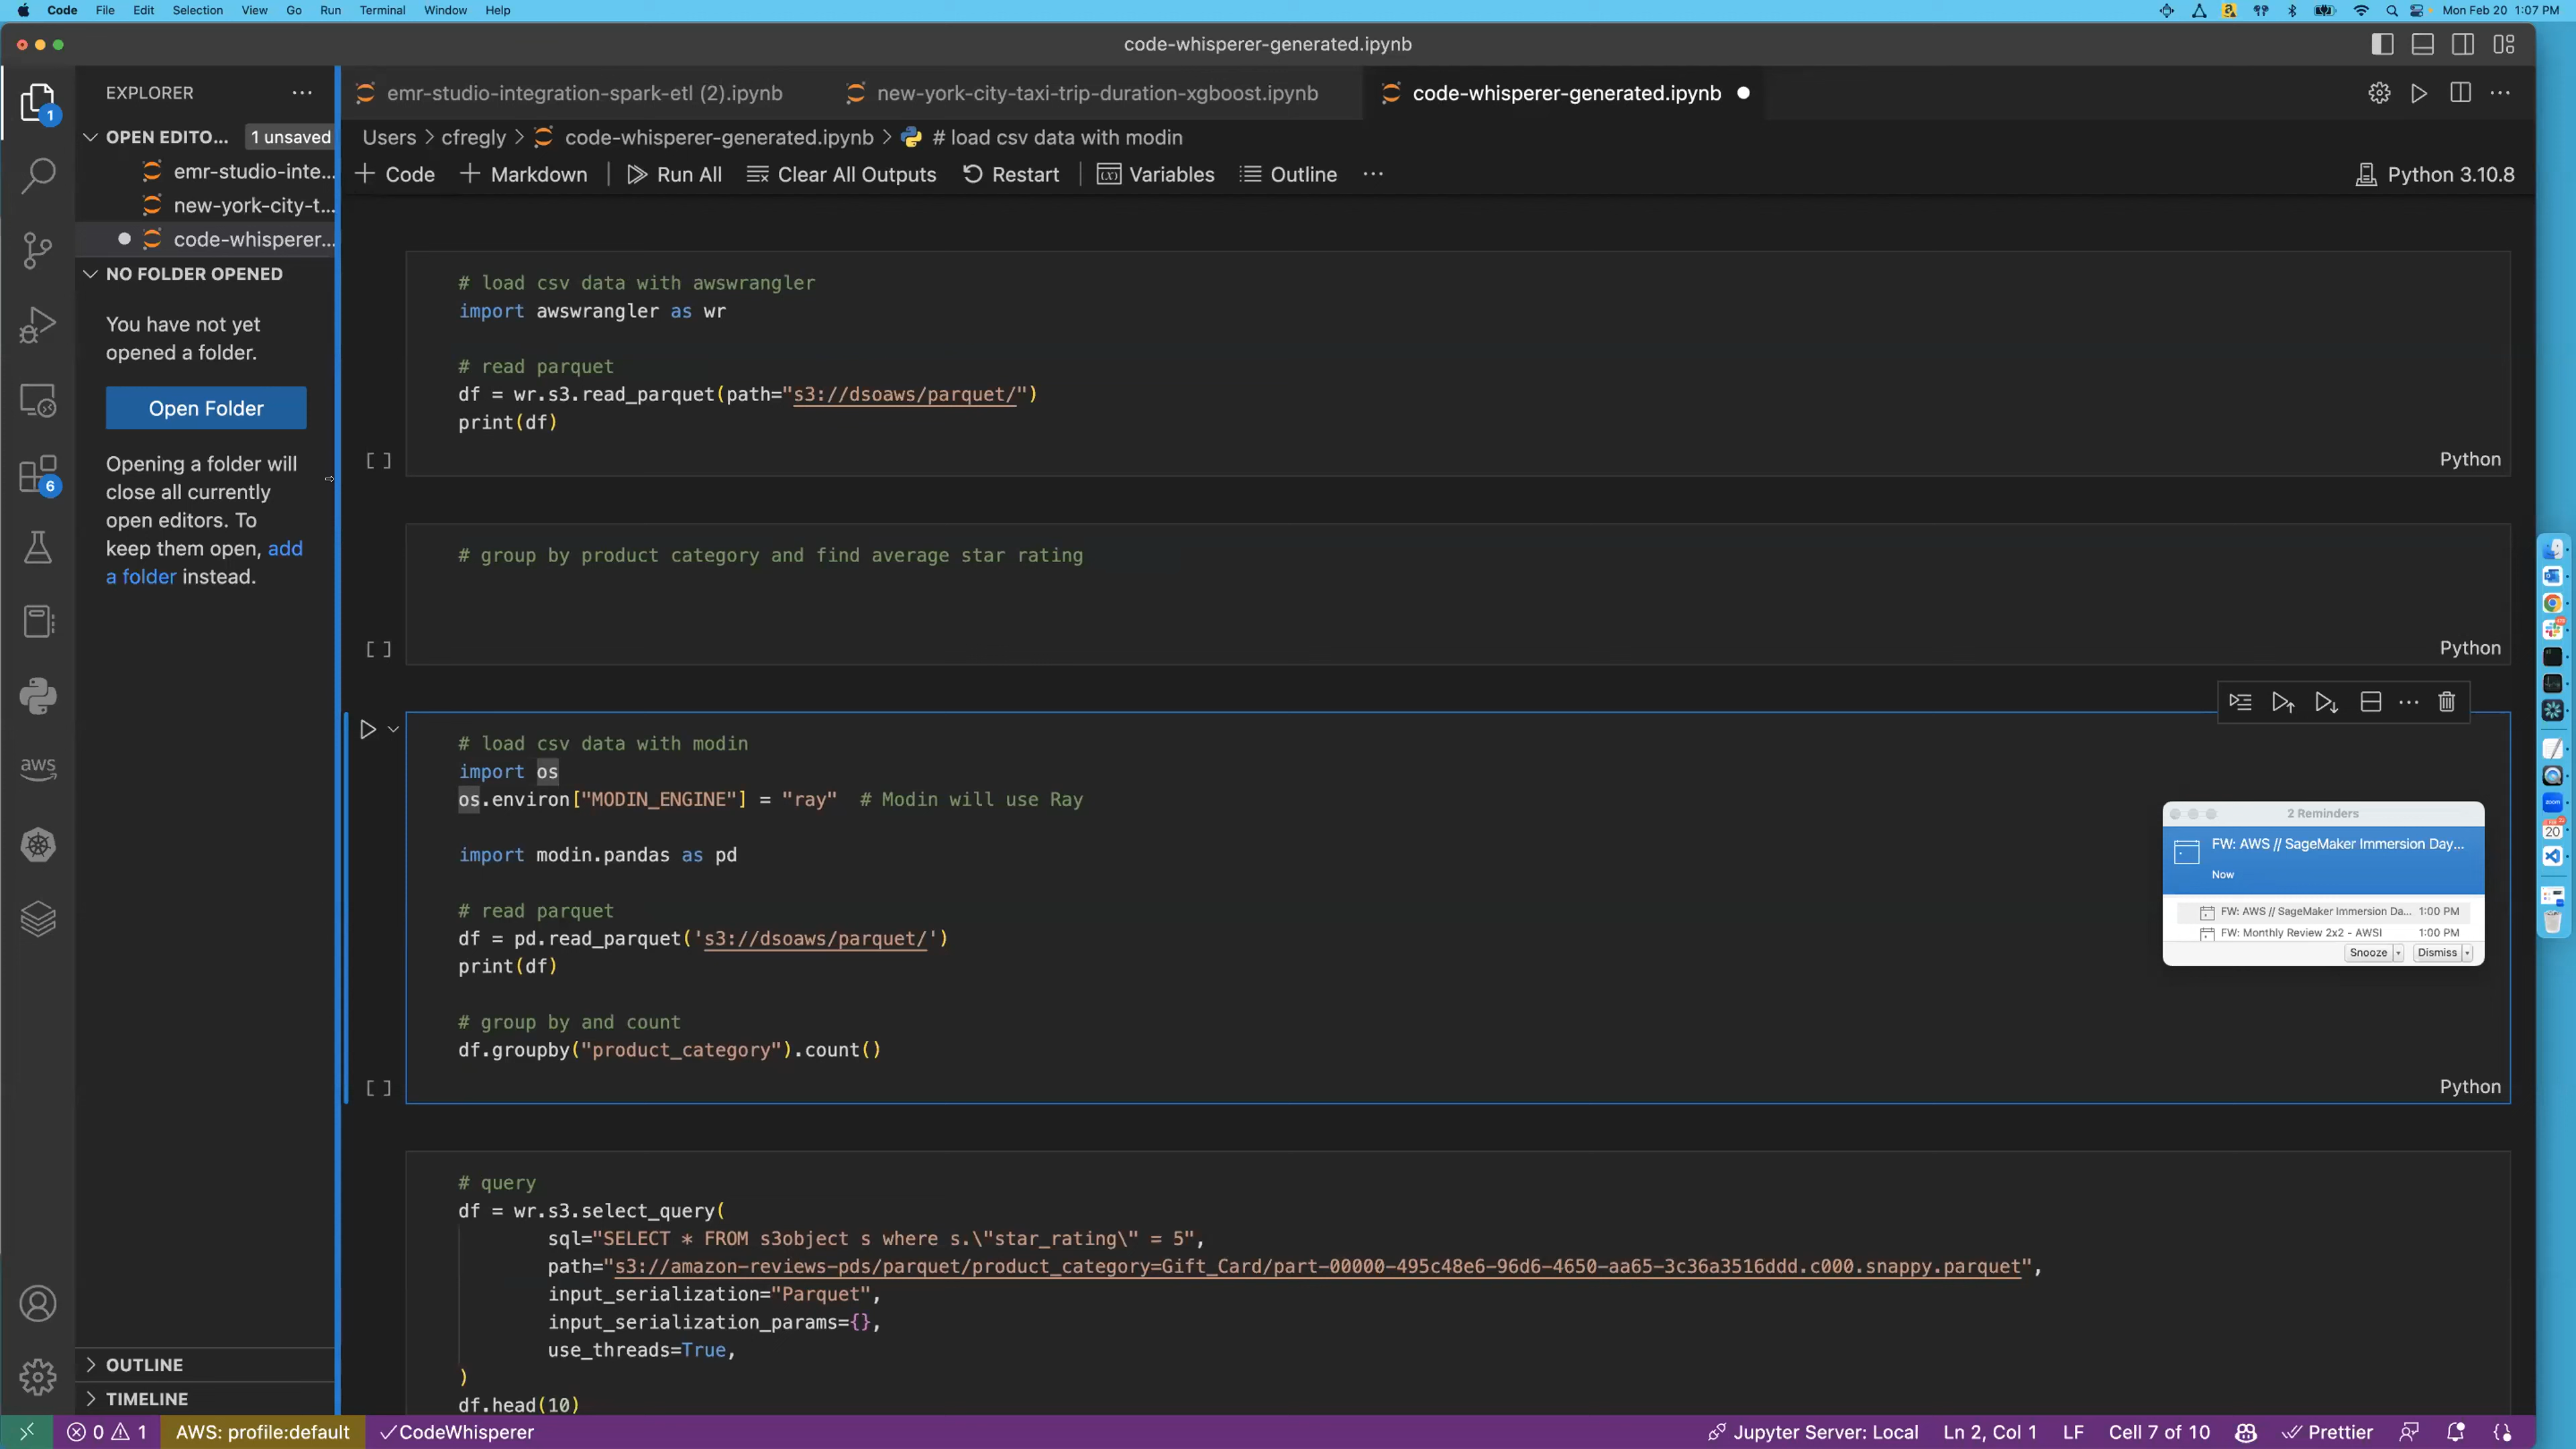 Code File Edit Selection View Go Run Terminal Window Help
Mon Feb 20 1:07 PM
code-whisperer-generated.ipynb
EXPLORER
emr-studio-integration-spark-etl (2).ipynb
new-york-city-taxi-trip-duration-xgboost.ipynb
code-whisperer-generated.ipynb
1
OPEN EDITO... 1 unsaved
emr-studio-inte...
new-york-city-t...
code-whisperer...
NO FOLDER OPENED
You have not yet
opened a folder.
Open Folder
Opening a folder will
close all currently
open editors. To
keep them open, add
a folder instead.
6
aws
OUTLINE
TIMELINE
Users > cfregly > code-whisperer-generated.ipynb > # load csv data with modin
+ Code + Markdown Run All Clear All Outputs Restart Variables Outline ...
Python 3.10.8
# load csv data with awswrangler
import awswrangler as wr
# read parquet
df = wr.s3.read_parquet(path="s3://dsoaws/parquet/")
print(df)
[ ]
Python
# group by product category and find average star rating
[ ]
Python
# load csv data with modin
import os
os.environ["MODIN_ENGINE"] = "ray" # Modin will use Ray
import modin.pandas as pd
# read parquet
df = pd.read_parquet('s3://dsoaws/parquet/')
print(df)
# group by and count
df.groupby("product_category").count()
[ ]
Python
# query
df = wr.s3.select_query(
sql="SELECT * FROM s3object s where s.\"star_rating\" = 5",
path="s3://amazon-reviews-pds/parquet/product_category=Gift_Card/part-00000-495c48e6-96d6-4650-aa65-3c36a3516ddd.c000.snappy.parquet",
input_serialization="Parquet",
input_serialization_params={},
use_threads=True,
)
df.head(10)
2 Reminders
FW: AWS // SageMaker Immersion Day...
Now
FW: AWS // SageMaker Immersion Da... 1:00 PM
FW: Monthly Review 2x2 - AWSI 1:00 PM
Snooze
Dismiss
zoom
20
0 1 AWS: profile:default ✓CodeWhisperer
Jupyter Server: Local Ln 2, Col 1 LF Cell 7 of 10 Prettier